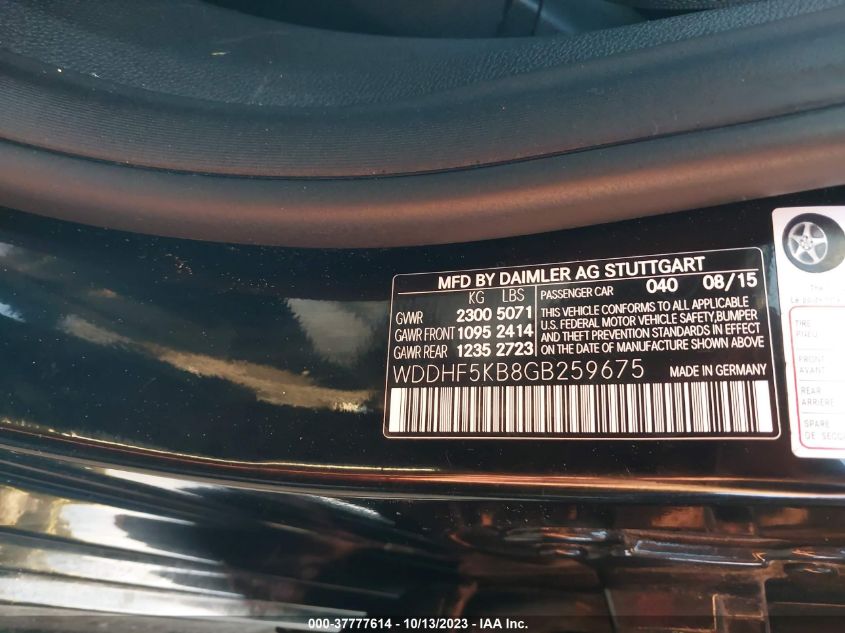 MFD BY DAIMLER AG STUTTGART
KG LBS
GVWR 2300 5071
GAWR FRONT 1095 2414
GAWR REAR 1235 2723
PASSENGER CAR 040 08/15
THIS VEHICLE CONFORMS TO ALL APPLICABLE
U.S. FEDERAL MOTOR VEHICLE SAFETY,BUMPER
AND THEFT PREVENTION STANDARDS IN EFFECT
ON DATE OF MANUFACTURE SHOWN ABOVE
WDDHF5KB8GB259675
The
TIRE
PNEU
FRONT
AVANT
REAR
ARRIERE
SPARE
DE
000-37777614 - 10/13/2023 - IAA Inc.